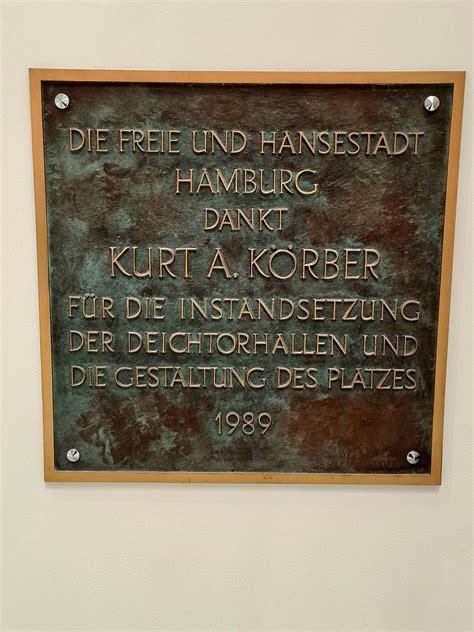 DIE FREIE UND HANSESTADT
HAMBURG
DANKT
KURT A. KÖRBER
FÜR DIE INSTANDSETZUNG
DER DEICHTORHALLEN UND
DIE GESTALTUNG DES PLATZES
1989